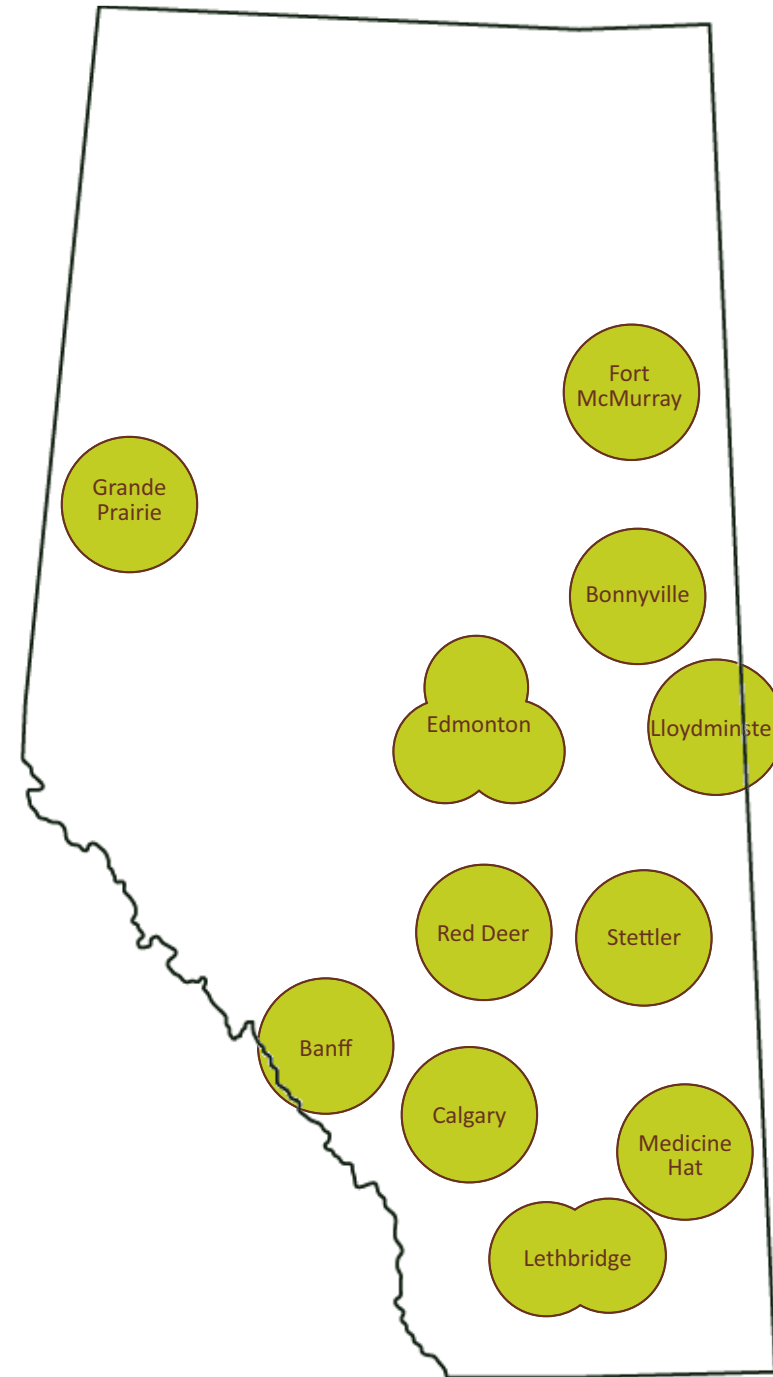 Fort
McMurray
Grande
Prairie
Bonnyville
Edmonton
Lloydminste
Red Deer
Stettler
Banff
Calgary
Medicine
Hat
Lethbridge